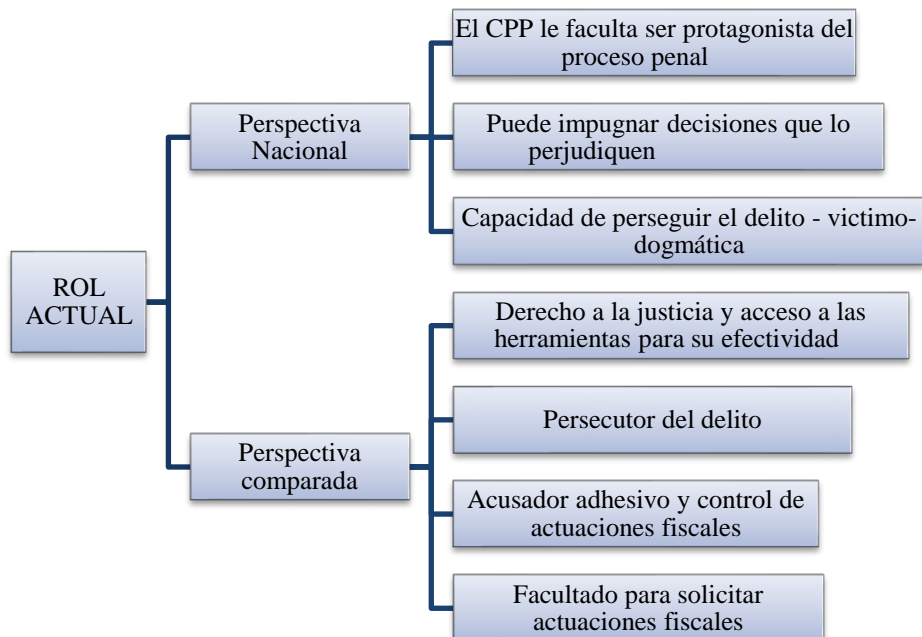 ROL
ACTUAL
Perspectiva
Nacional
El CPP le faculta ser protagonista del
proceso penal
Puede impugnar decisiones que lo
perjudiquen
Capacidad de perseguir el delito - victimo-
dogmática
Perspectiva
comparada
Derecho a la justicia y acceso a las
herramientas para su efectividad
Persecutor del delito
Acusador adhesivo y control de
actuaciones fiscales
Facultado para solicitar
actuaciones fiscales